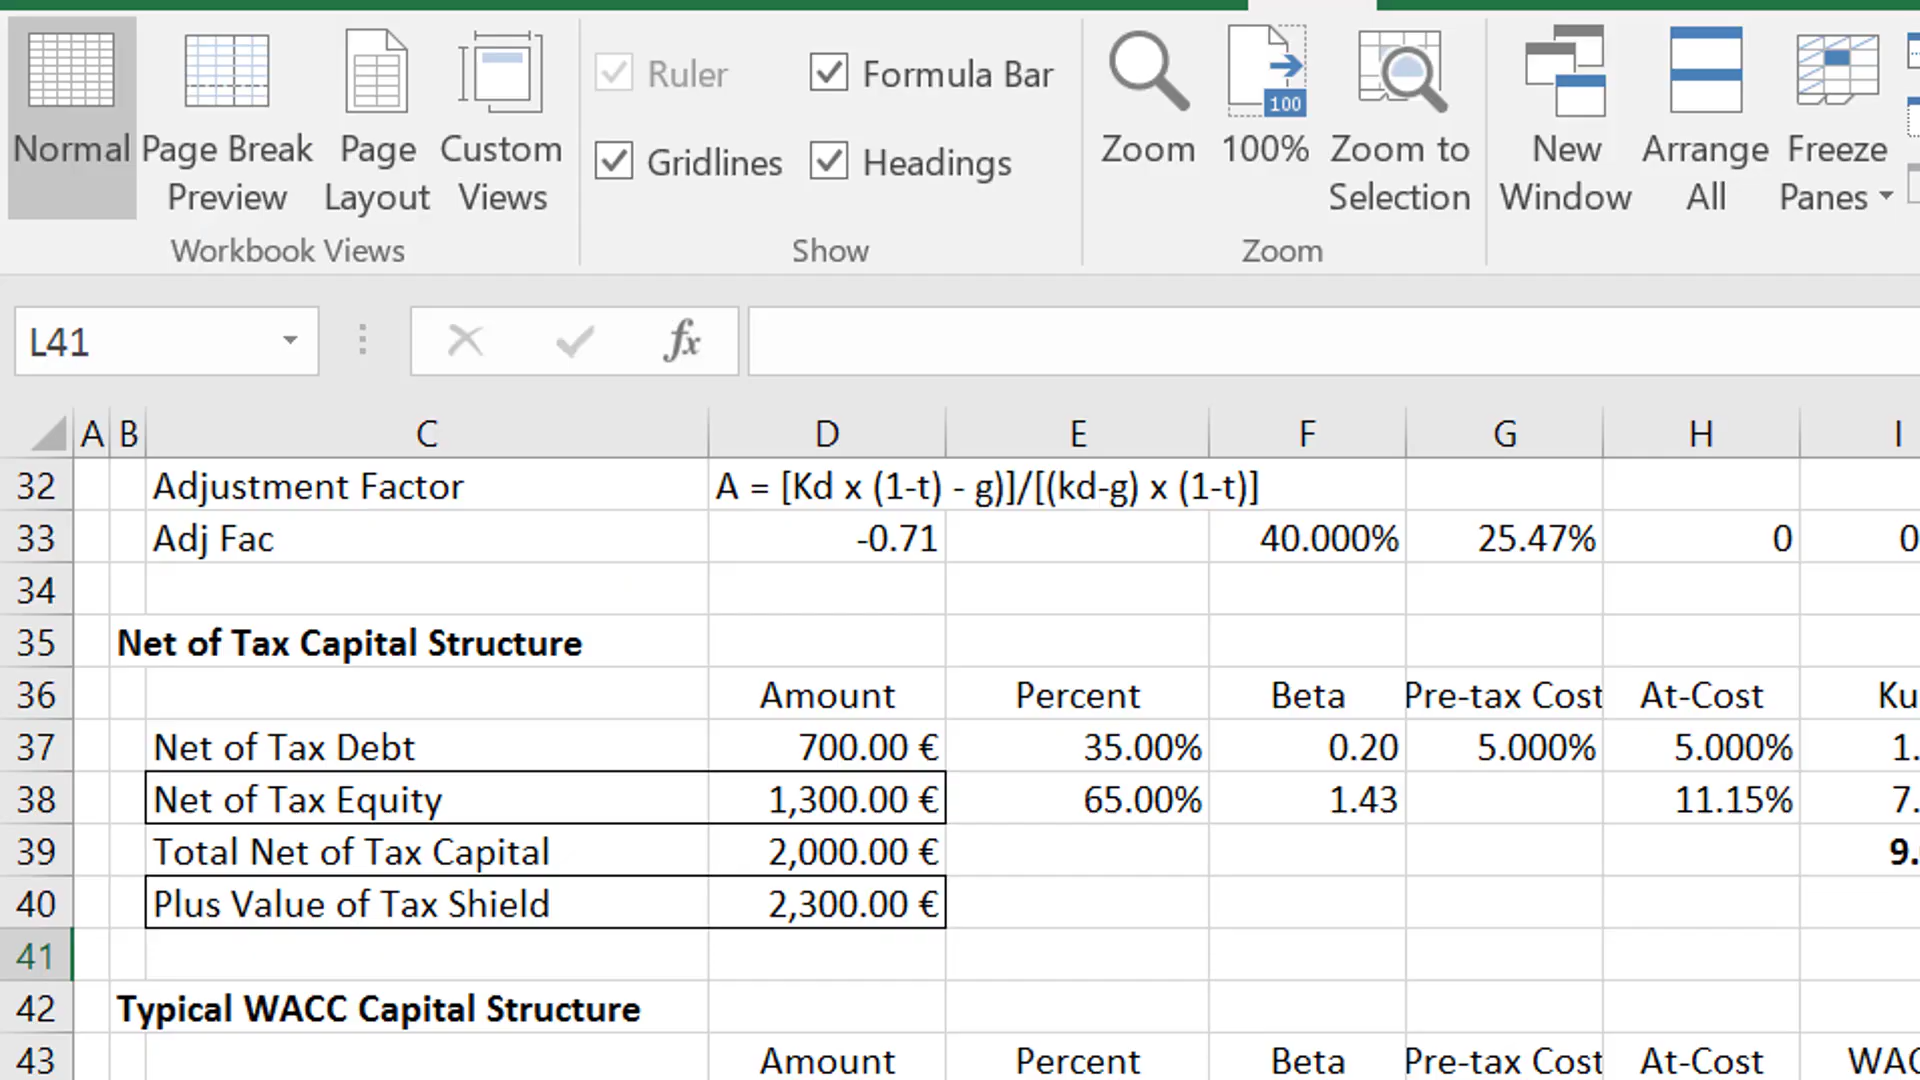 Normal Page Break Preview Page Layout Custom Views
Workbook Views
Ruler Formula Bar
Gridlines Headings
Show
Zoom 100 100% Zoom to Selection
Zoom
New Window Arrange All Freeze Panes
L41 fx
A B C D E F G H I
32 Adjustment Factor A = [Kd x (1-t) - g)]/[(kd-g) x (1-t)]
33 Adj Fac -0.71 40.000% 25.47% 0 0
34
35 Net of Tax Capital Structure
36 Amount Percent Beta Pre-tax Cost At-Cost Ku
37 Net of Tax Debt 700.00 € 35.00% 0.20 5.000% 5.000% 1.
38 Net of Tax Equity 1,300.00 € 65.00% 1.43 11.15% 7.
39 Total Net of Tax Capital 2,000.00 € 9.
40 Plus Value of Tax Shield 2,300.00 €
41
42 Typical WACC Capital Structure
43 Amount Percent Beta Pre-tax Cost At-Cost